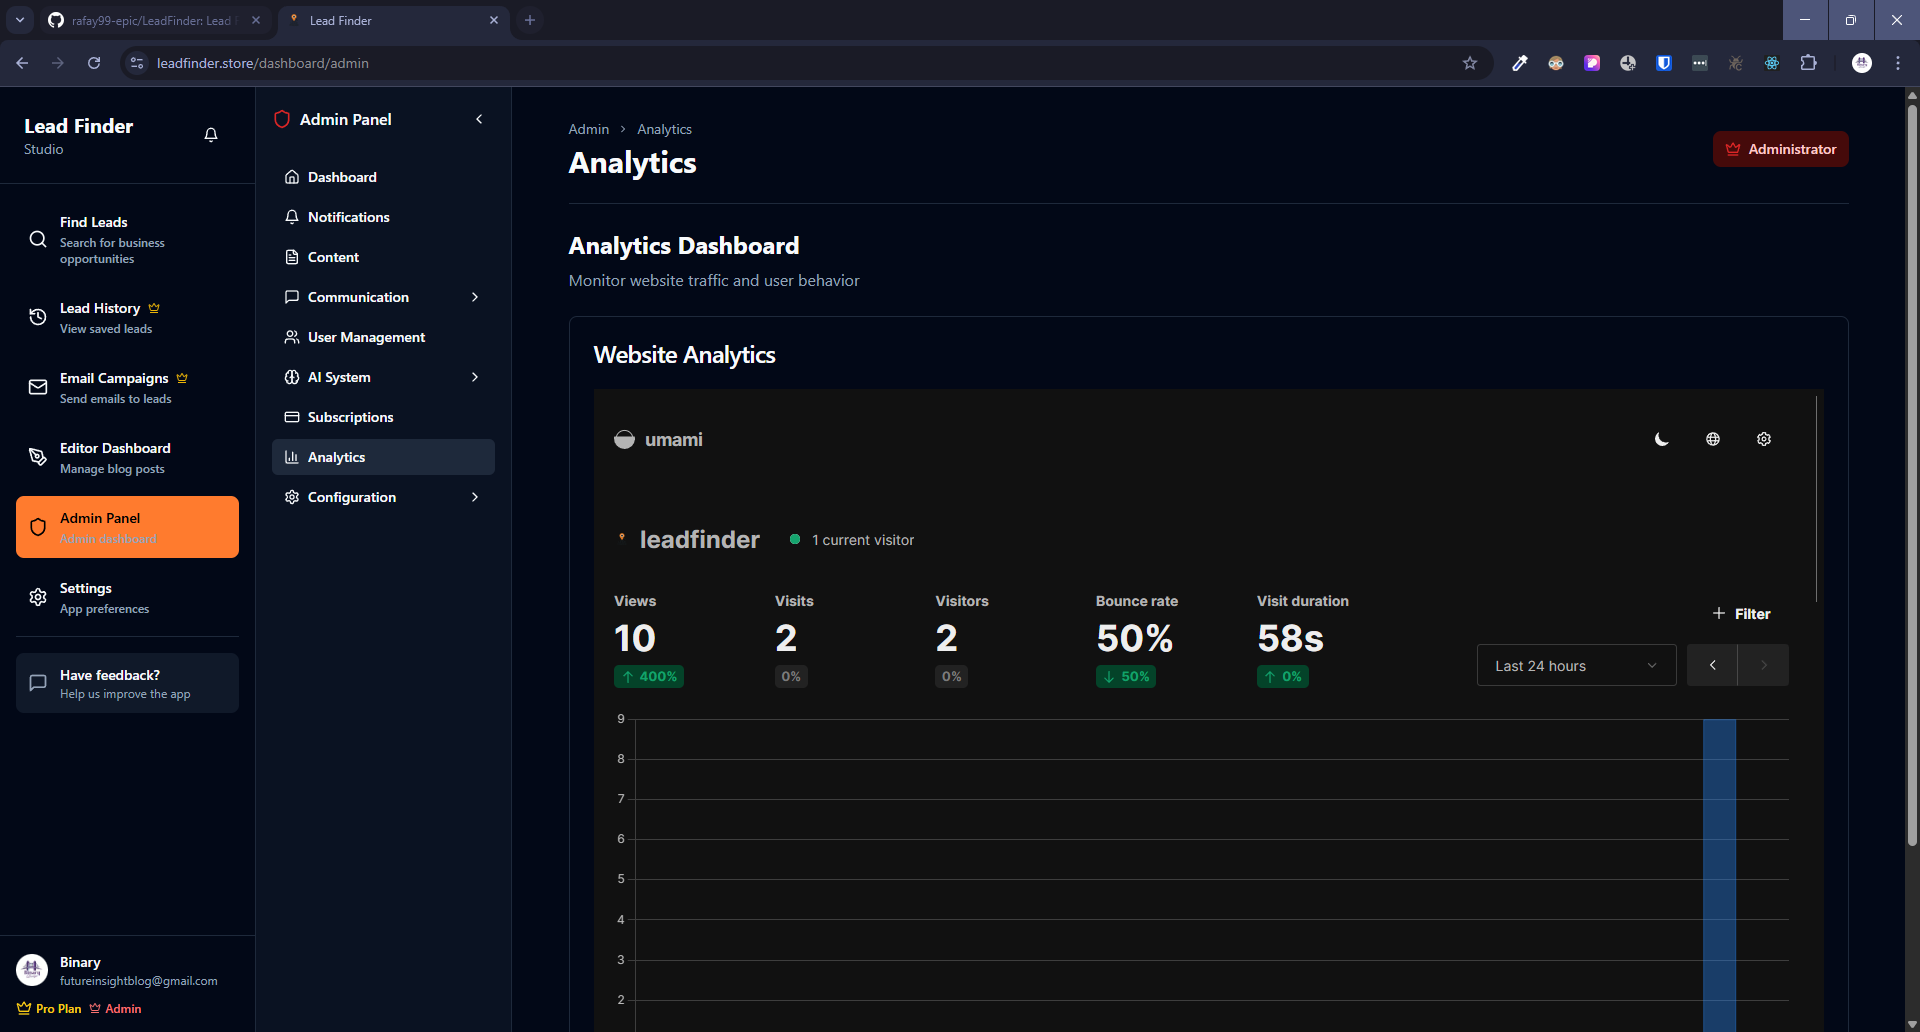 rafay99-epic/LeadFinder: Lead F
Lead Finder
leadfinder.store/dashboard/admin
Lead Finder
Studio
Find Leads
Search for business
opportunities
Lead History
View saved leads
Email Campaigns
Send emails to leads
Editor Dashboard
Manage blog posts
Admin Panel
Admin dashboard
Settings
App preferences
Have feedback?
Help us improve the app
Binary
futureinsightblog@gmail.com
Pro Plan
Admin
Admin Panel
Dashboard
Notifications
Content
Communication
User Management
AI System
Subscriptions
Analytics
Configuration
Admin > Analytics
Analytics
Administrator
Analytics Dashboard
Monitor website traffic and user behavior
Website Analytics
umami
leadfinder
1 current visitor
Views
10
↑ 400%
Visits
2
0%
Visitors
2
0%
Bounce rate
50%
↓ 50%
Visit duration
58s
↑ 0%
+ Filter
Last 24 hours
9
8
7
6
5
4
3
2